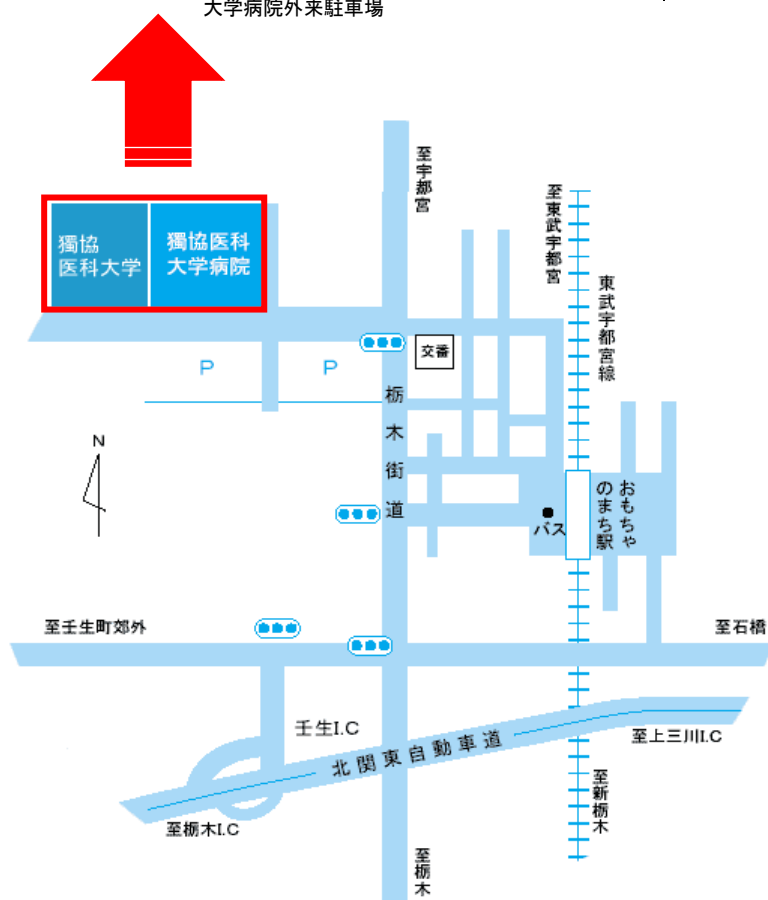 大学病院外来駐車場
至宇都宮
至東武宇都宮
東武宇都宮線
獨協
医科大学
獨協医科
大学病院
交番
P
P
栃木街道
N
バス
おもちゃ
のまち駅
至壬生町郊外
至石橋
壬生I.C
北関東自動車道
至上三川I.C
至新栃木
至栃木I.C
至栃木